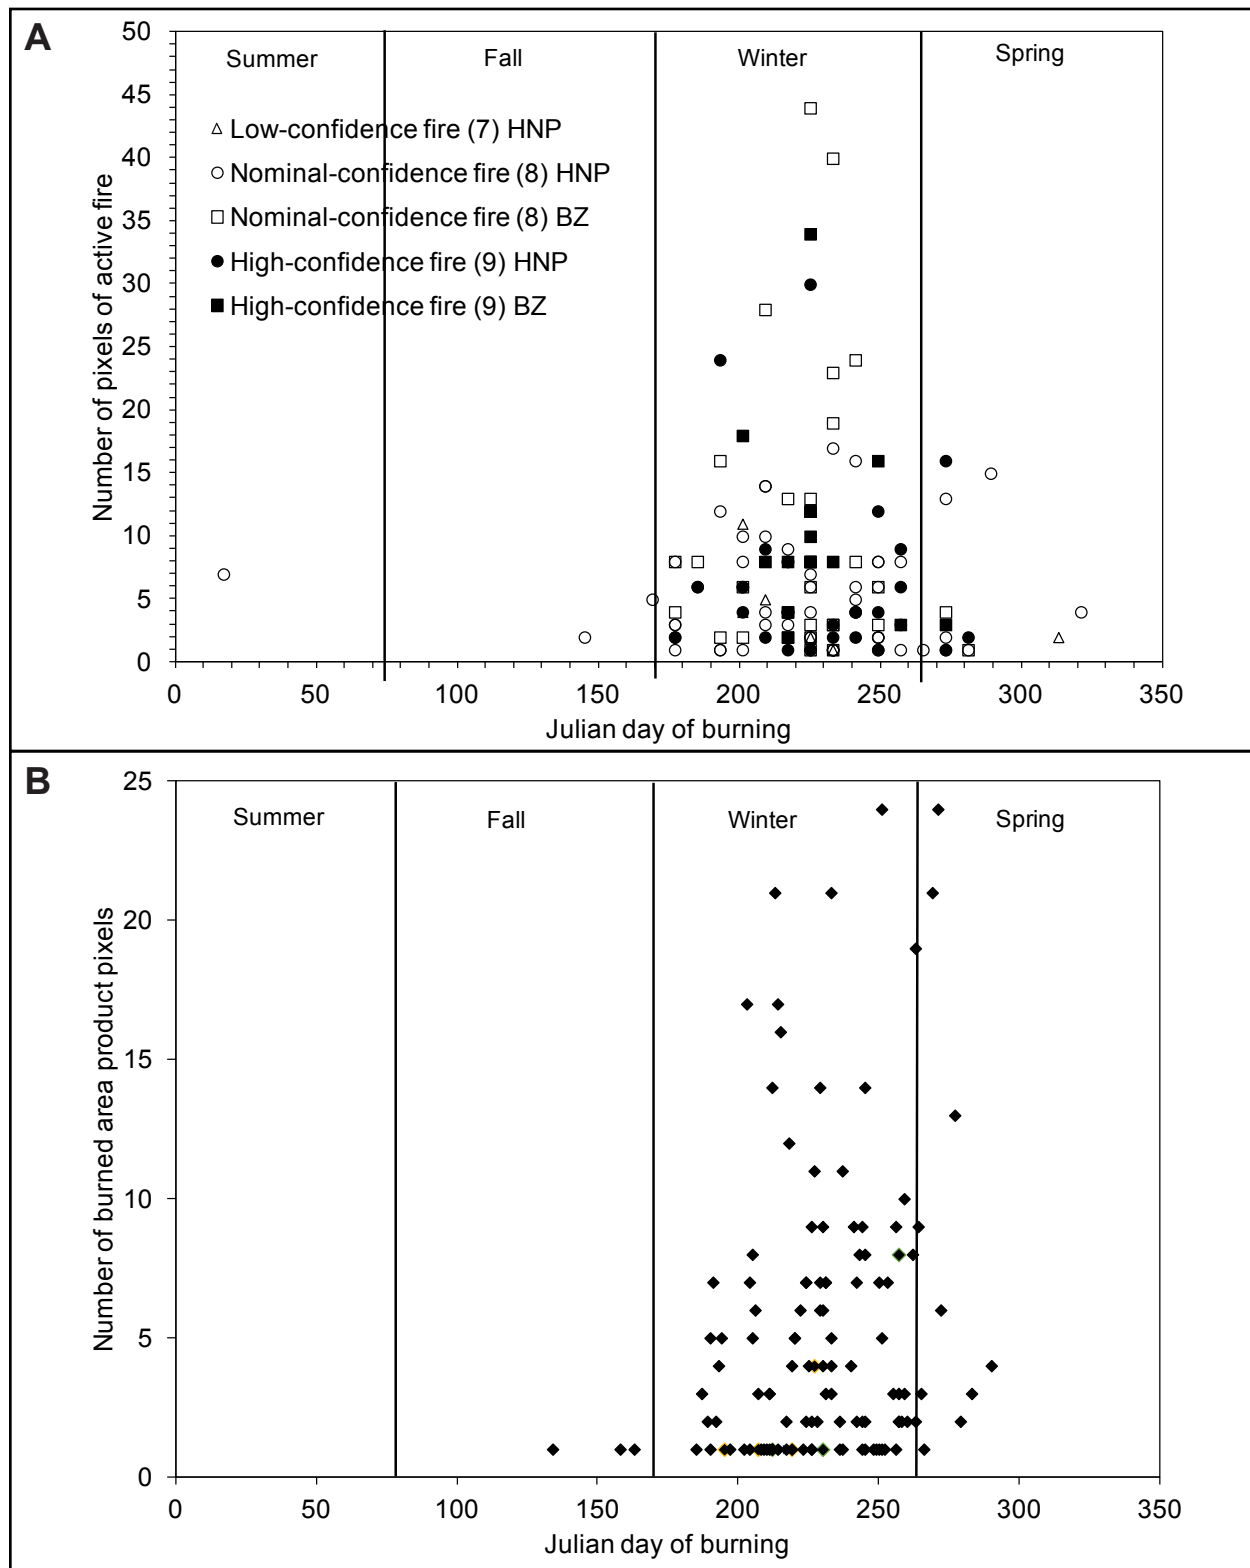 A
50
45
40
35
30
25
20
15
10
5
0
Number of pixels of active fire
Summer
Fall
Winter
Spring
Low-confidence fire (7) HNP
Nominal-confidence fire (8) HNP
Nominal-confidence fire (8) BZ
High-confidence fire (9) HNP
High-confidence fire (9) BZ
0 50 100 150 200 250 300 350
Julian day of burning
B
25
20
15
10
5
0
Number of burned area product pixels
Summer
Fall
Winter
Spring
0 50 100 150 200 250 300 350
Julian day of burning